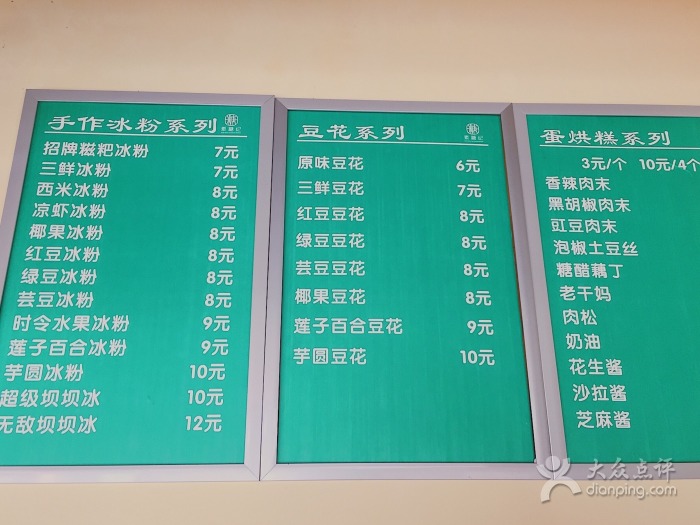 手作冰粉系列
招牌糍粑冰粉 7元
三鲜冰粉 7元
西米冰粉 8元
凉虾冰粉 8元
椰果冰粉 8元
红豆冰粉 8元
绿豆冰粉 8元
芸豆冰粉 8元
时令水果冰粉 9元
莲子百合冰粉 9元
芋圆冰粉 10元
超级坝坝冰 10元
无敌坝坝冰 12元
豆花系列
原味豆花 6元
三鲜豆花 7元
红豆豆花 8元
绿豆豆花 8元
芸豆豆花 8元
椰果豆花 8元
莲子百合豆花 9元
芋圆豆花 10元
蛋烘糕系列
3元/个 10元/4个
香辣肉末
黑胡椒肉末
豇豆肉末
泡椒土豆丝
糖醋藕丁
老干妈
肉松
奶油
花生酱
沙拉酱
芝麻酱
大众点评
dianping.com